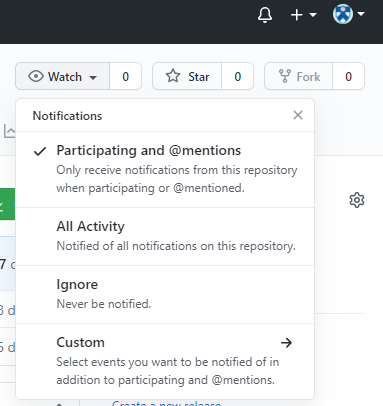 Watch 0 Star 0 Fork 0
Notifications
Participating and @mentions
Only receive notifications from this repository
when participating or @mentioned.
All Activity
Notified of all notifications on this repository.
Ignore
Never be notified.
Custom
Select events you want to be notified of in
addition to participating and @mentions.
Create a new release